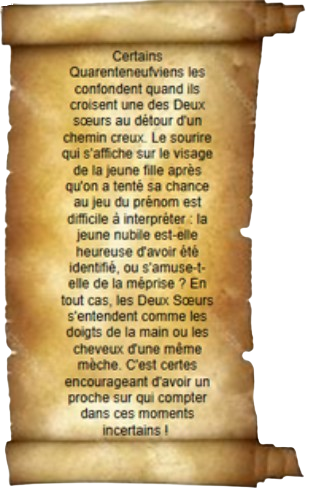 Certains
Quarenteneufviens les
confondent quand ils
croisent une des Deux
sœurs au détour d'un
chemin creux. Le sourire
qui s'affiche sur le visage
de la jeune fille après
qu'on a tenté sa chance
au jeu du prénom est
difficile à interpréter : la
jeune nubile est-elle
heureuse d'avoir été
identifié, ou s'amuse-t-
elle de la méprise ? En
tout cas, les Deux Sœurs
s'entendent comme les
doigts de la main ou les
cheveux d'une même
mèche. C'est certes
encourageant d'avoir un
proche sur qui compter
dans ces moments
incertains !